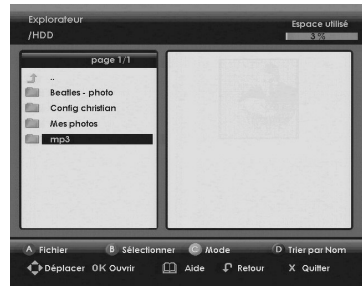 Explorateur
Espace utilisé
/HDD
3 %
page 1/1
..
Beatles - photo
Config christian
Mes photos
mp3
A Fichier B Sélectionner C Mode D Trier par Nom
Déplacer OK Ouvrir Aide Retour X Quitter